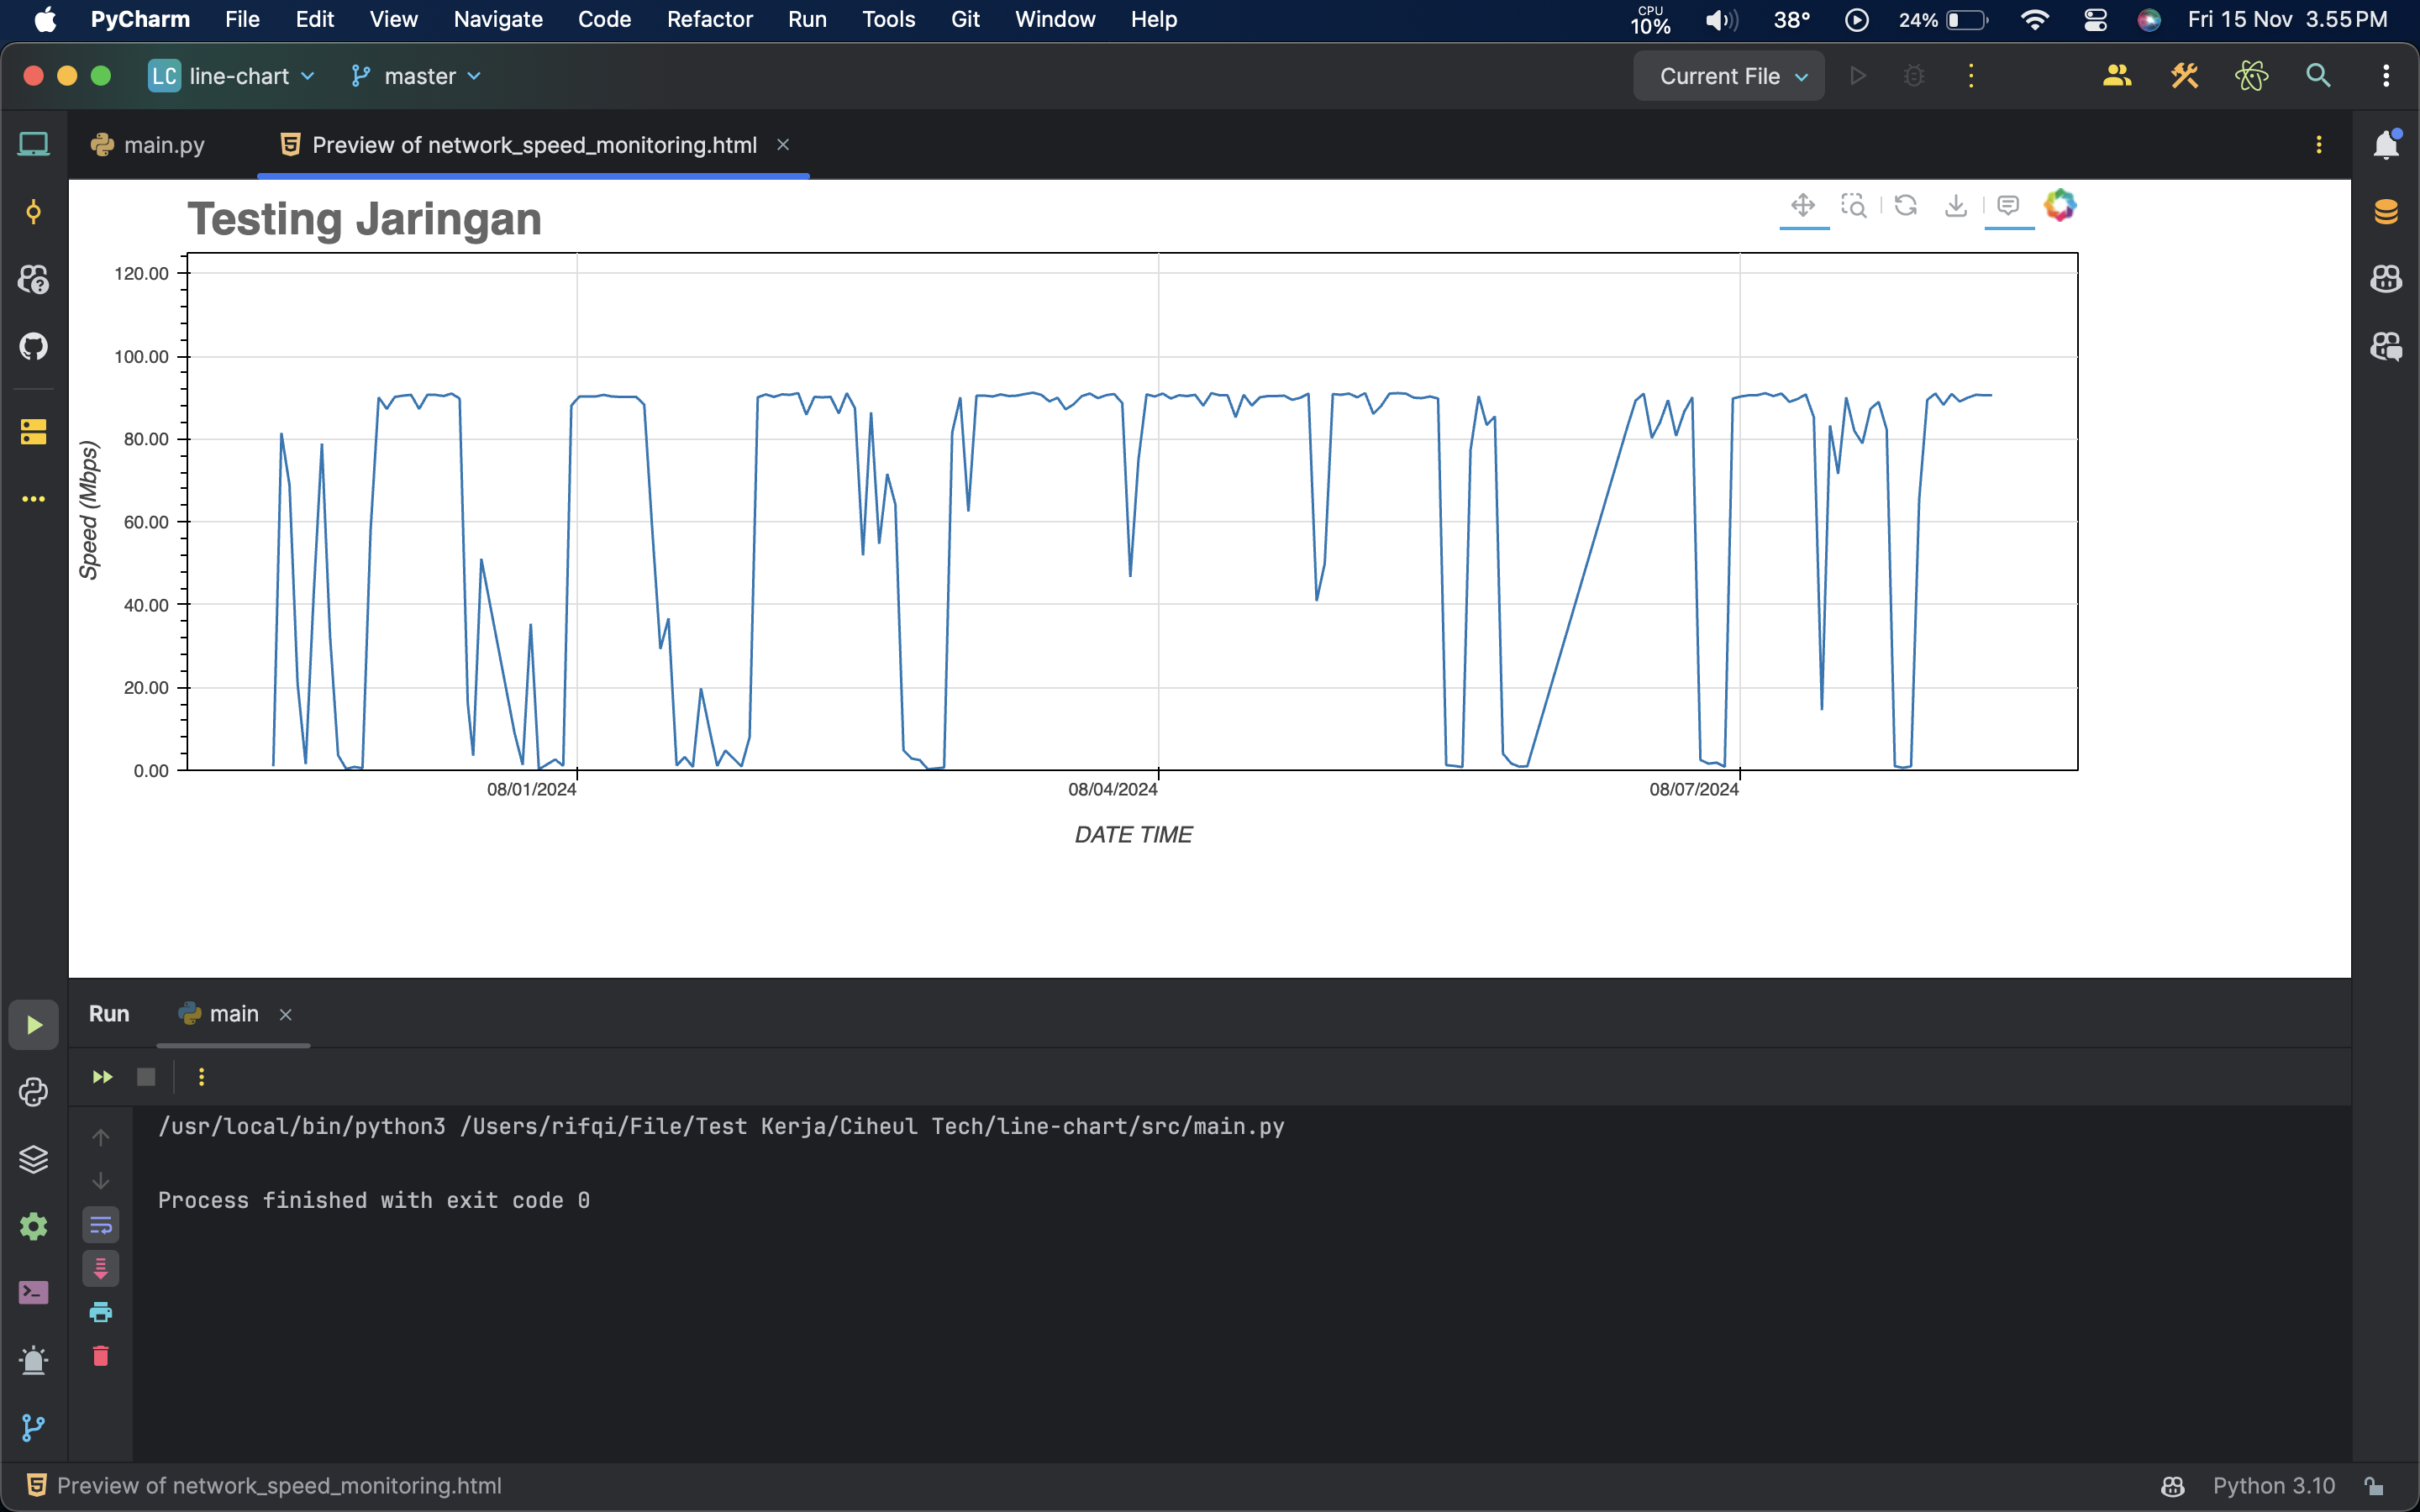 PyCharm File Edit View Navigate Code Refactor Run Tools Git Window Help CPU 10% 38° 24% Fri 15 Nov 3.55 PM
LC line-chart master Current File
main.py Preview of network_speed_monitoring.html
Testing Jaringan
120.00
100.00
80.00
60.00
40.00
20.00
0.00
Speed (Mbps)
08/01/2024 08/04/2024 08/07/2024
DATE TIME
Run main
/usr/local/bin/python3 /Users/rifqi/File/Test Kerja/Ciheul Tech/line-chart/src/main.py
Process finished with exit code 0
Preview of network_speed_monitoring.html Python 3.10